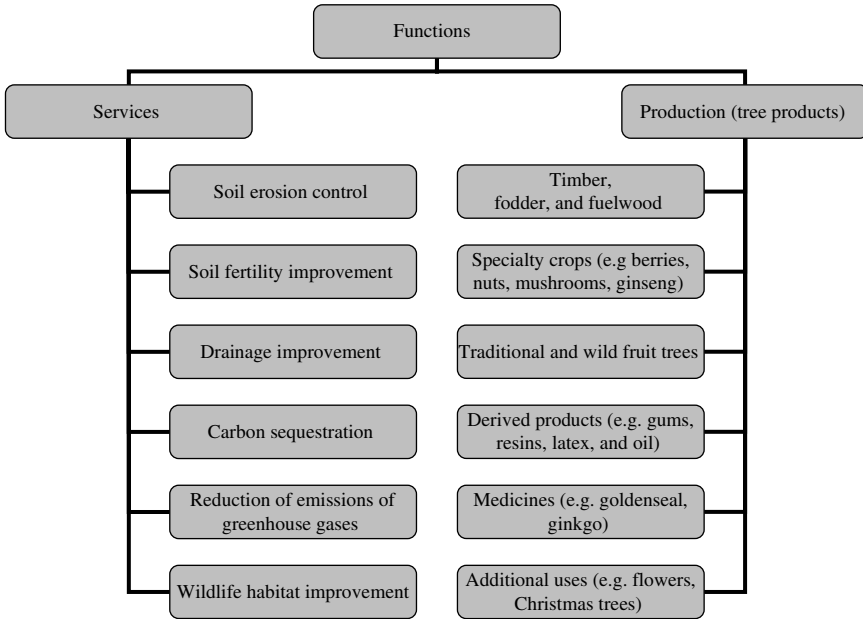 Functions
Services
Production (tree products)
Soil erosion control
Timber,
fodder, and fuelwood
Soil fertility improvement
Specialty crops (e.g berries,
nuts, mushrooms, ginseng)
Drainage improvement
Traditional and wild fruit trees
Carbon sequestration
Derived products (e.g. gums,
resins, latex, and oil)
Reduction of emissions of
greenhouse gases
Medicines (e.g. goldenseal,
ginkgo)
Wildlife habitat improvement
Additional uses (e.g. flowers,
Christmas trees)